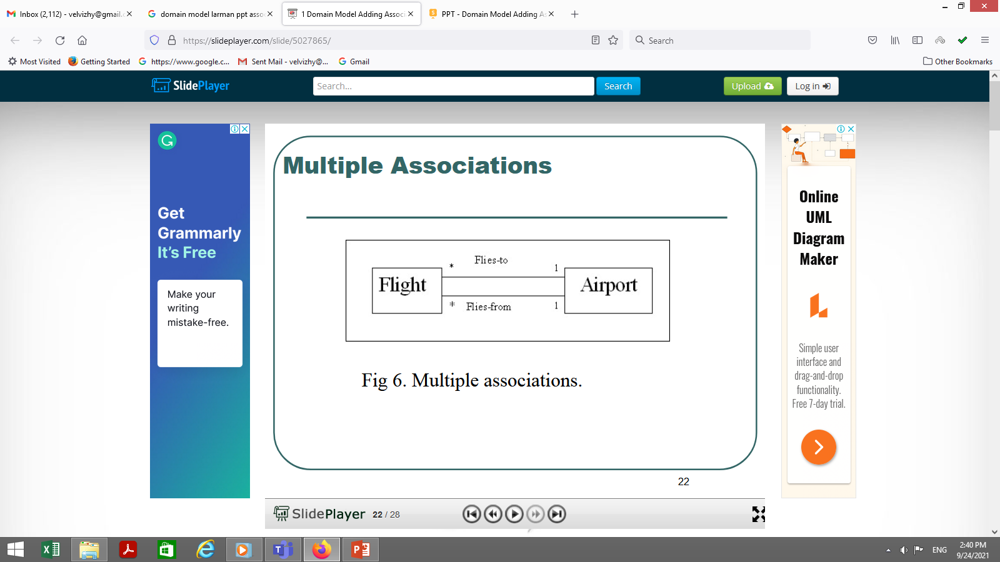 Inbox (2,112) - velvizhy@gmail.c
domain model larman ppt asso
1 Domain Model Adding Associ
PPT - Domain Model Adding As
https://slideplayer.com/slide/5027865/
Search
Most Visited
Getting Started
https://www.google.c...
Sent Mail - velvizhy@...
Gmail
Other Bookmarks
SlidePlayer
Search...
Search
Upload
Log in
Get
Grammarly
It's Free
Make your
writing
mistake-free.
Multiple Associations
* Flies-to 1
Flight
Airport
* Flies-from 1
Fig 6. Multiple associations.
22
Online
UML
Diagram
Maker
Simple user
interface and
drag-and-drop
functionality.
Free 7-day trial.
SlidePlayer 22 / 28
ENG
2:40 PM
9/24/2021